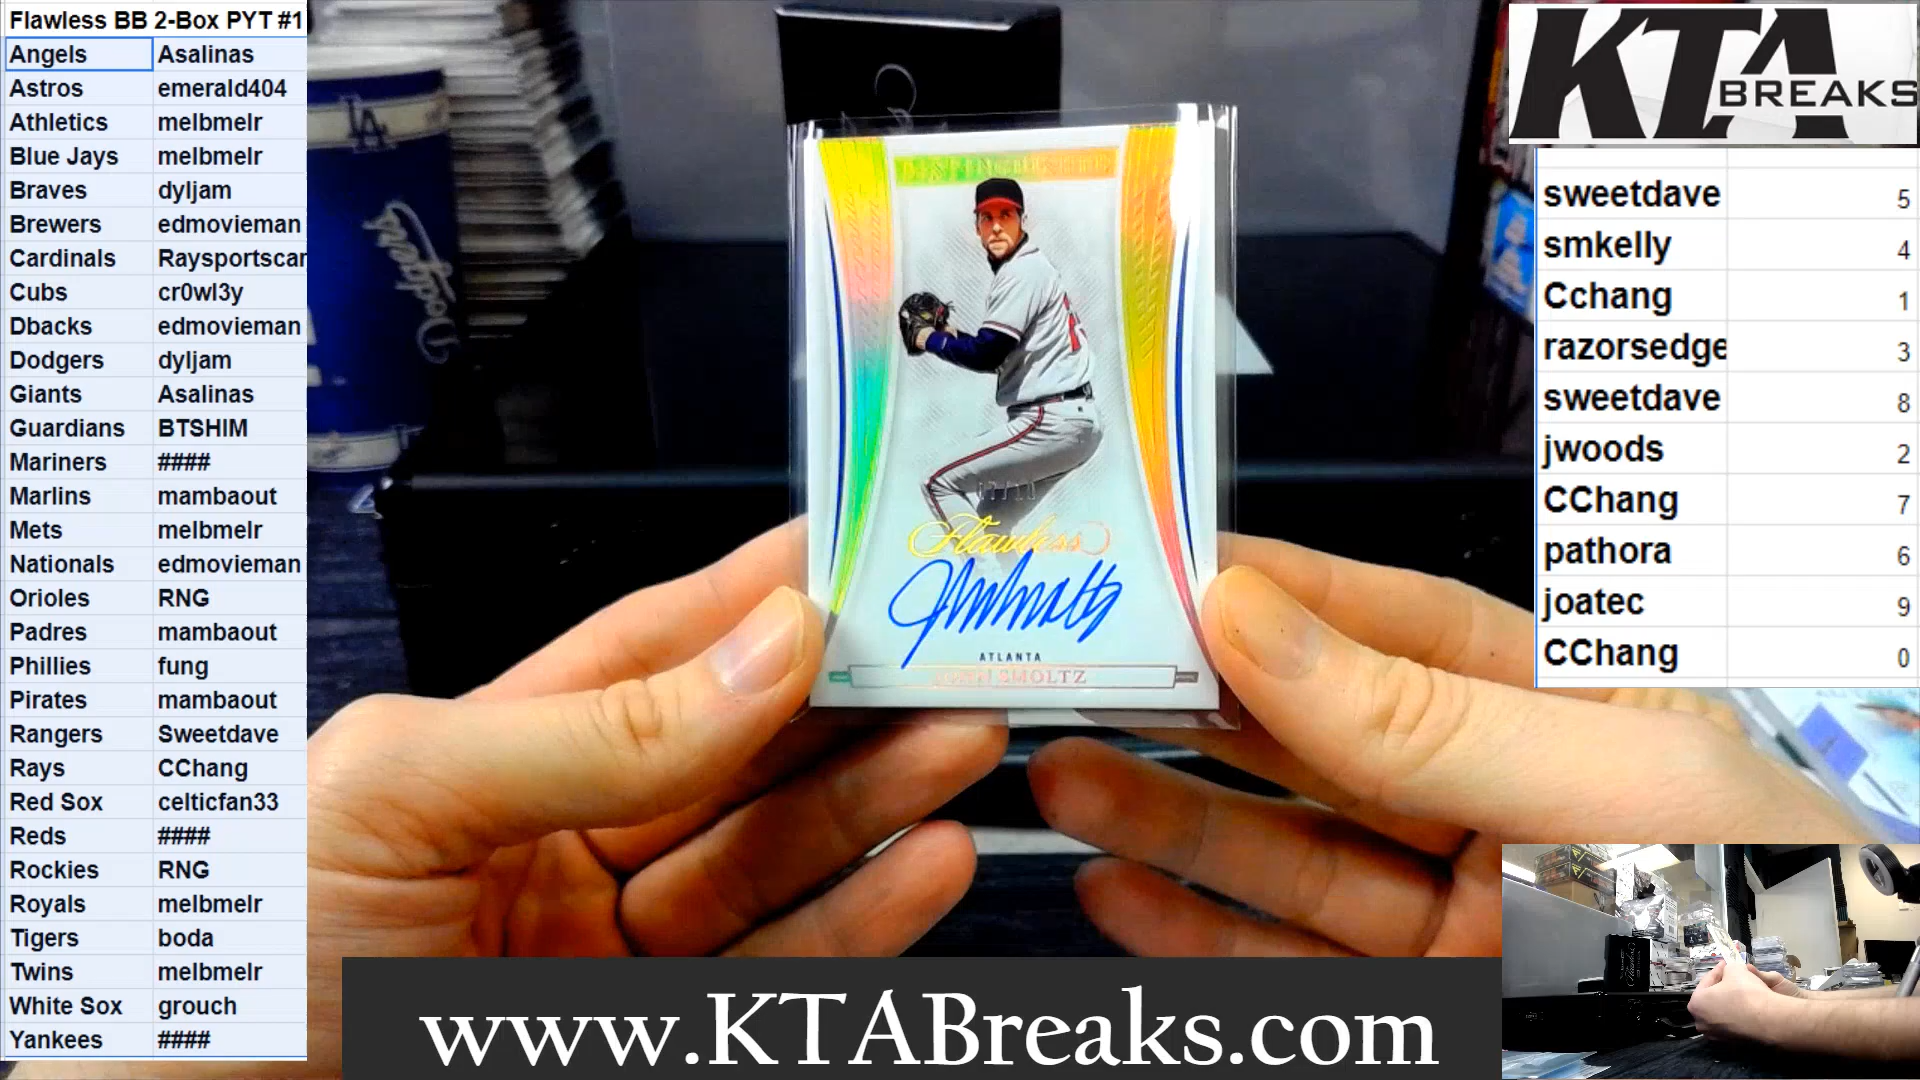 Flawless BB 2-Box PYT #1
Angels Asalinas
Astros emerald404
Athletics melbmelr
Blue Jays melbmelr
Braves dyljam
Brewers edmovieman
Cardinals Raysportscar
Cubs cr0wl3y
Dbacks edmovieman
Dodgers dyljam
Giants Asalinas
Guardians BTSHIM
Mariners ####
Marlins mambaout
Mets melbmelr
Nationals edmovieman
Orioles RNG
Padres mambaout
Phillies fung
Pirates mambaout
Rangers Sweetdave
Rays CChang
Red Sox celticfan33
Reds ####
Rockies RNG
Royals melbmelr
Tigers boda
Twins melbmelr
White Sox grouch
Yankees ####
LA
Dodgers
DISTINGUISHED
Flawless
ATLANTA
JOHN SMOLTZ
www.KTABreaks.com
KTA
BREAKS
sweetdave 5
smkelly 4
Cchang 1
razorsedge 3
sweetdave 8
jwoods 2
CChang 7
pathora 6
joatec 9
CChang 0